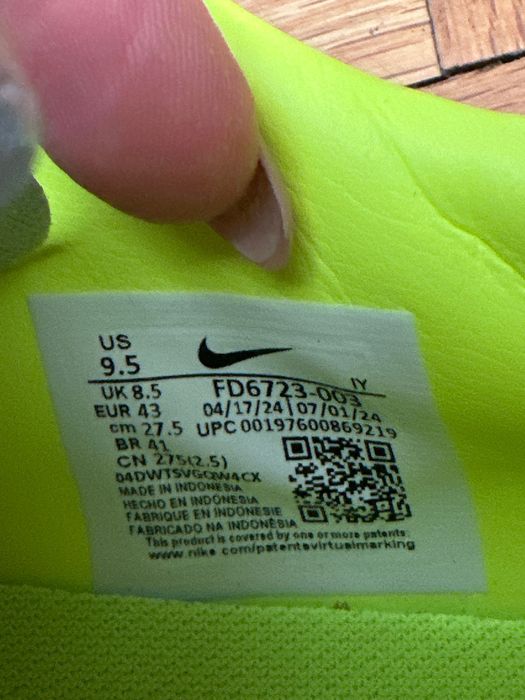 US
9.5
IY
UK 8.5 FD6723-003
EUR 43 04/17/24|07/01/24
cm 27.5 UPC 00197600869219
BR 41
CN 275(2.5)
04DWTSVGQW4CX
MADE IN INDONESIA
HECHO EN INDONESIA
FABRIQUE EN INDONESIE
FABRICADO NA INDONESIA
This product is covered by one or more patents:
www.nike.com/patentsvirtualmarking